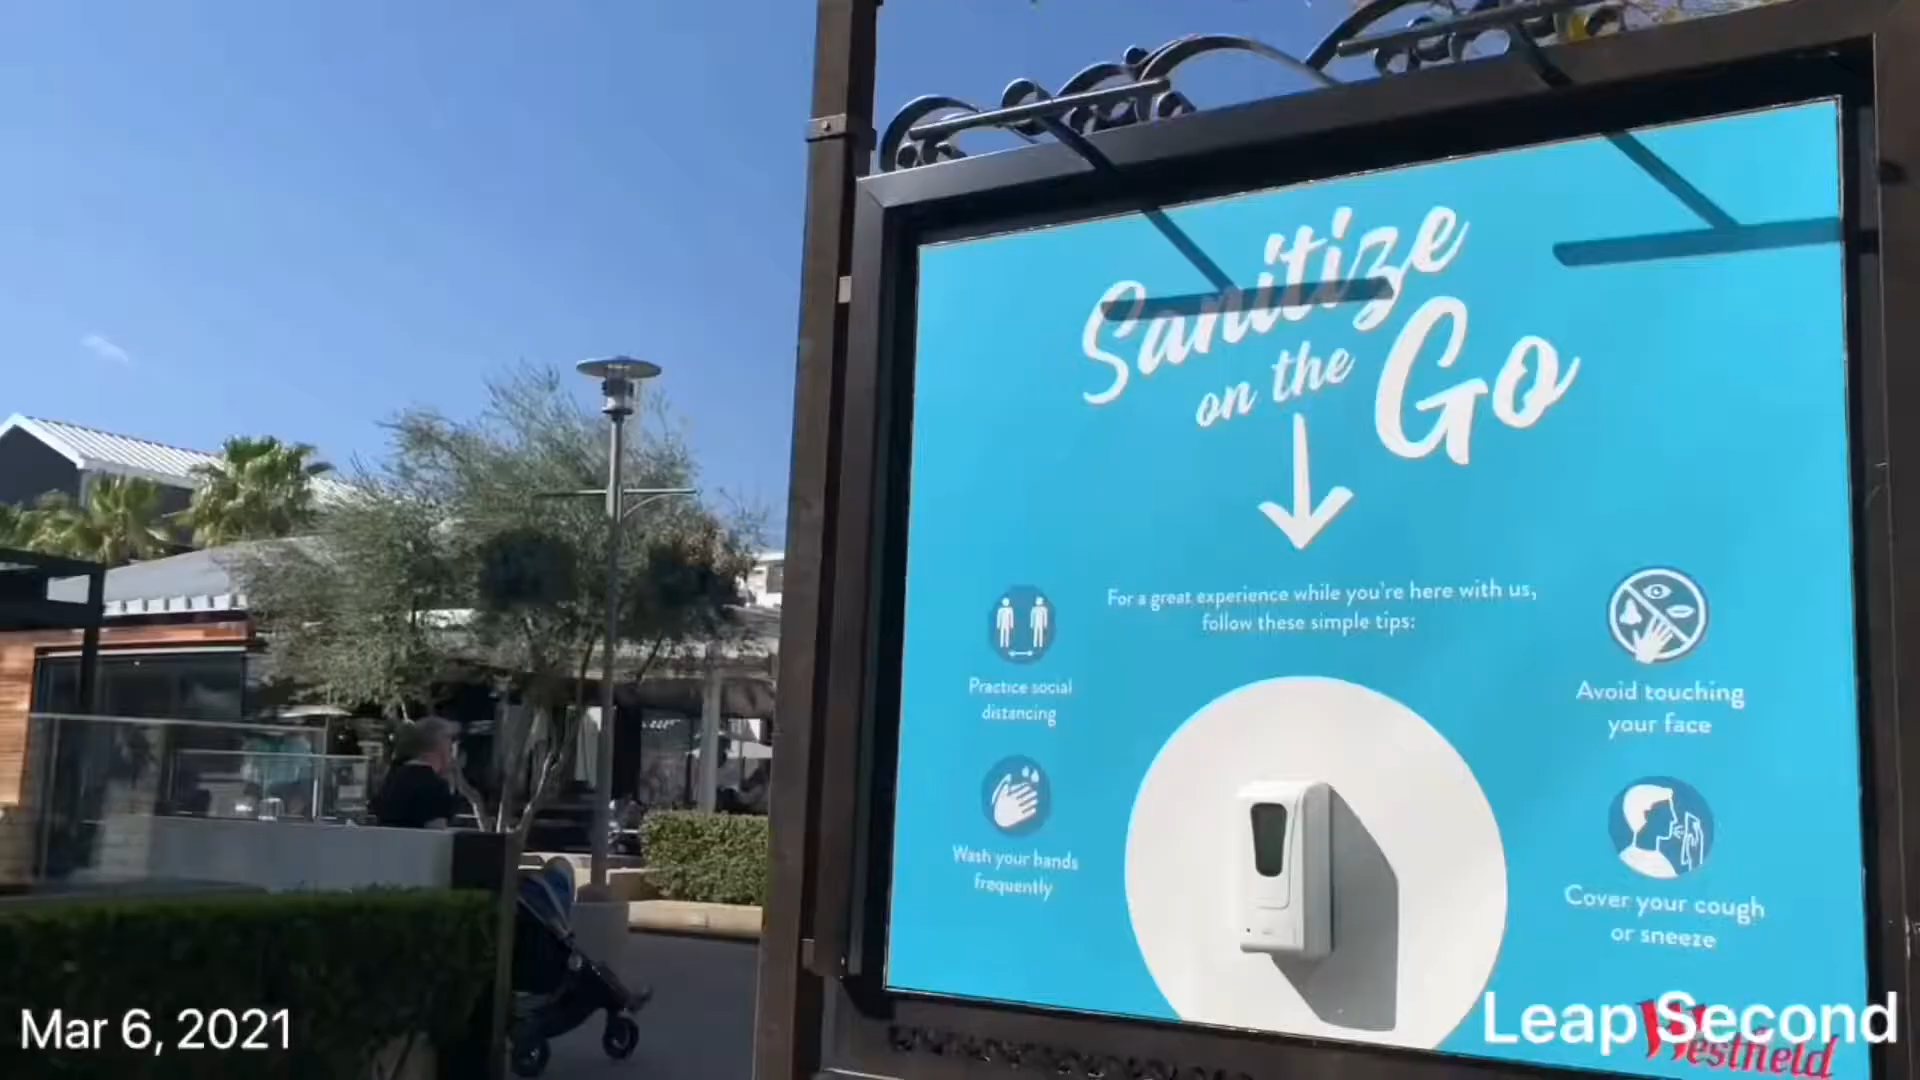 Sanitize
on the Go
For a great experience while you're here with us,
follow these simple tips:
Practice social
distancing
Wash your hands
frequently
Avoid touching
your face
Cover your cough
or sneeze
Westfield
Mar 6, 2021
Leap Second